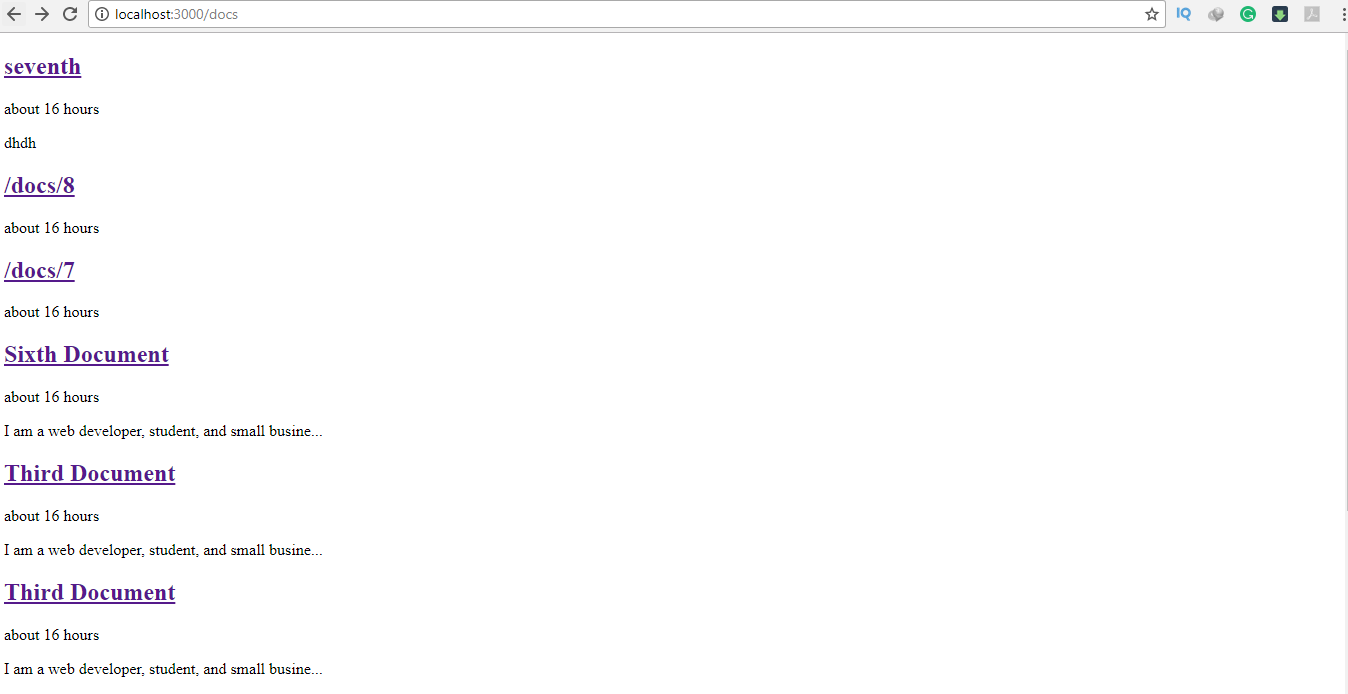 localhost:3000/docs
IQ
G
seventh
about 16 hours
dhdh
/docs/8
about 16 hours
/docs/7
about 16 hours
Sixth Document
about 16 hours
I am a web developer, student, and small busine...
Third Document
about 16 hours
I am a web developer, student, and small busine...
Third Document
about 16 hours
I am a web developer, student, and small busine...